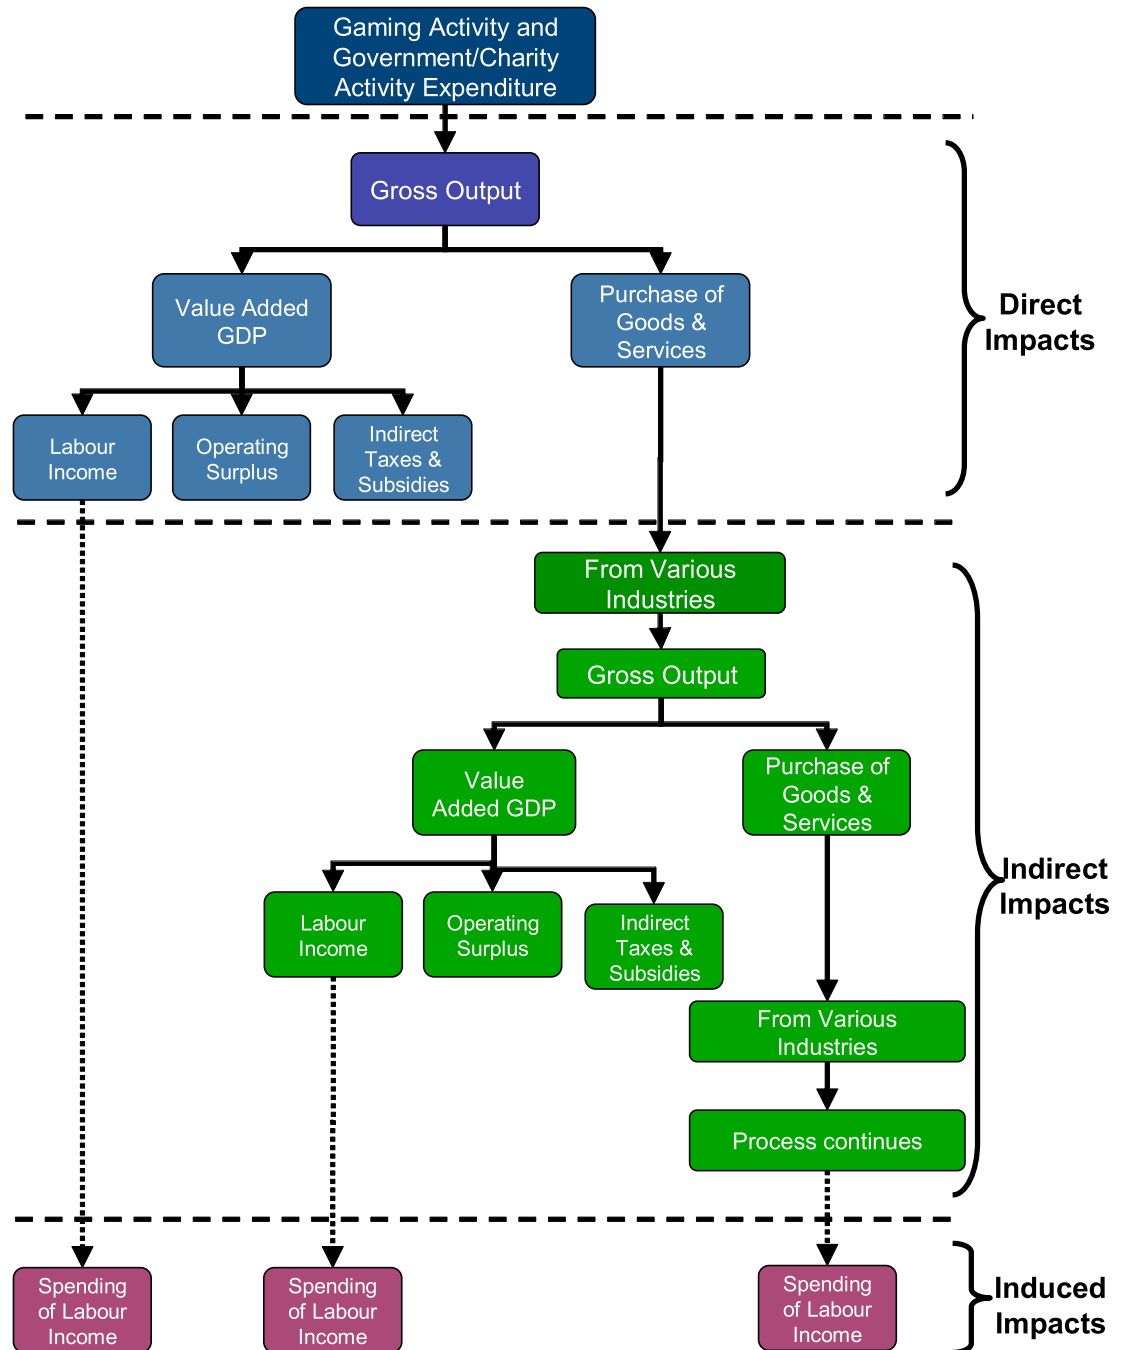 Gaming Activity and
Government/Charity
Activity Expenditure
Gross Output
Value Added
GDP
Purchase of
Goods &
Services
Direct
Impacts
Labour
Income
Operating
Surplus
Indirect
Taxes &
Subsidies
From Various
Industries
Gross Output
Value
Added GDP
Purchase of
Goods &
Services
Indirect
Impacts
Labour
Income
Operating
Surplus
Indirect
Taxes &
Subsidies
From Various
Industries
Process continues
Spending
of Labour
Income
Spending
of Labour
Income
Spending
of Labour
Income
Induced
Impacts